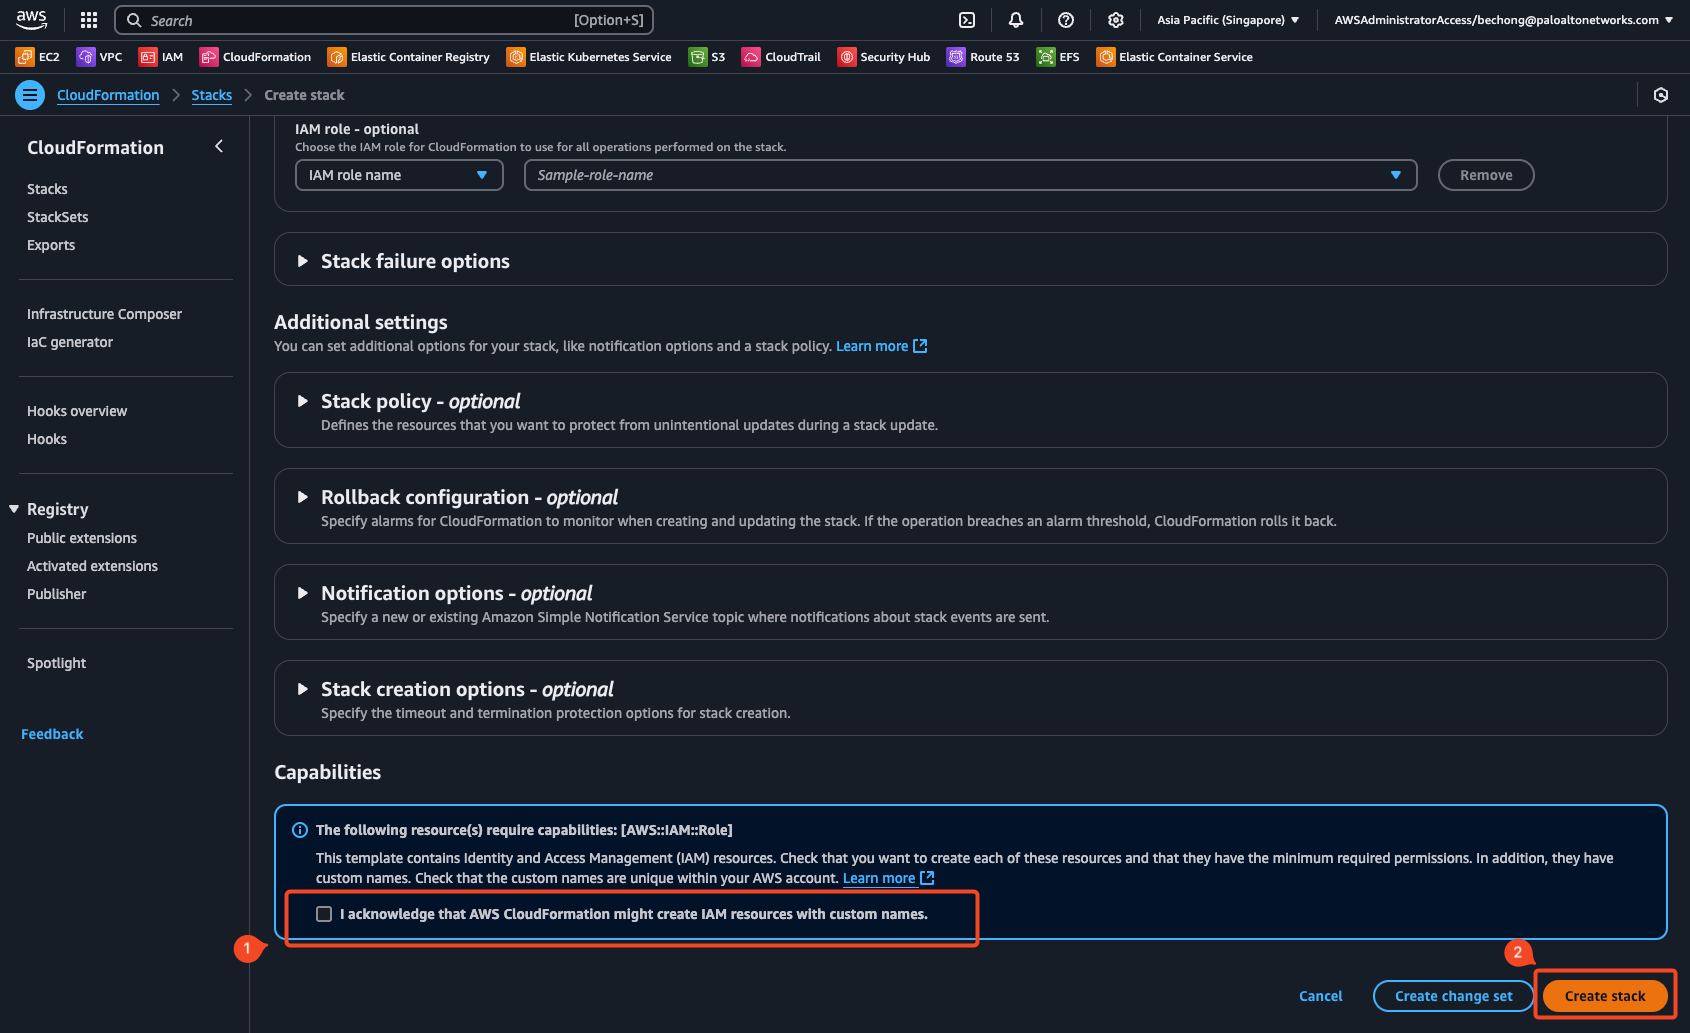 aws
Search
[Option+S]
Asia Pacific (Singapore)
AWSAdministratorAccess/bechong@paloaltonetworks.com
EC2
VPC
IAM
CloudFormation
Elastic Container Registry
Elastic Kubernetes Service
S3
CloudTrail
Security Hub
Route 53
EFS
Elastic Container Service
CloudFormation
Stacks
Create stack
CloudFormation
Stacks
StackSets
Exports
Infrastructure Composer
IaC generator
Hooks overview
Hooks
Registry
Public extensions
Activated extensions
Publisher
Spotlight
Feedback
IAM role - optional
Choose the IAM role for CloudFormation to use for all operations performed on the stack.
IAM role name
Sample-role-name
Remove
Stack failure options
Additional settings
You can set additional options for your stack, like notification options and a stack policy. Learn more
Stack policy - optional
Defines the resources that you want to protect from unintentional updates during a stack update.
Rollback configuration - optional
Specify alarms for CloudFormation to monitor when creating and updating the stack. If the operation breaches an alarm threshold, CloudFormation rolls it back.
Notification options - optional
Specify a new or existing Amazon Simple Notification Service topic where notifications about stack events are sent.
Stack creation options - optional
Specify the timeout and termination protection options for stack creation.
Capabilities
The following resource(s) require capabilities: [AWS::IAM::Role]
This template contains Identity and Access Management (IAM) resources. Check that you want to create each of these resources and that they have the minimum required permissions. In addition, they have
custom names. Check that the custom names are unique within your AWS account. Learn more
I acknowledge that AWS CloudFormation might create IAM resources with custom names.
1
2
Cancel
Create change set
Create stack